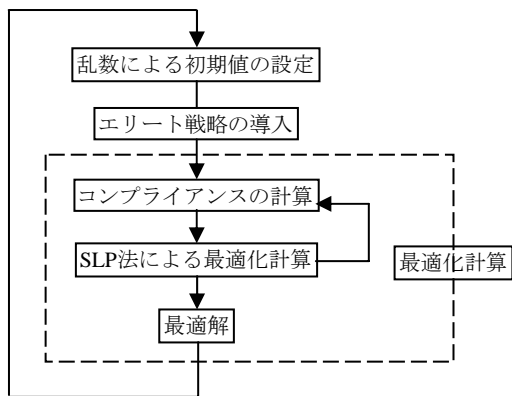 乱数による初期値の設定
エリート戦略の導入
コンプライアンスの計算
SLP法による最適化計算
最適化計算
最適解